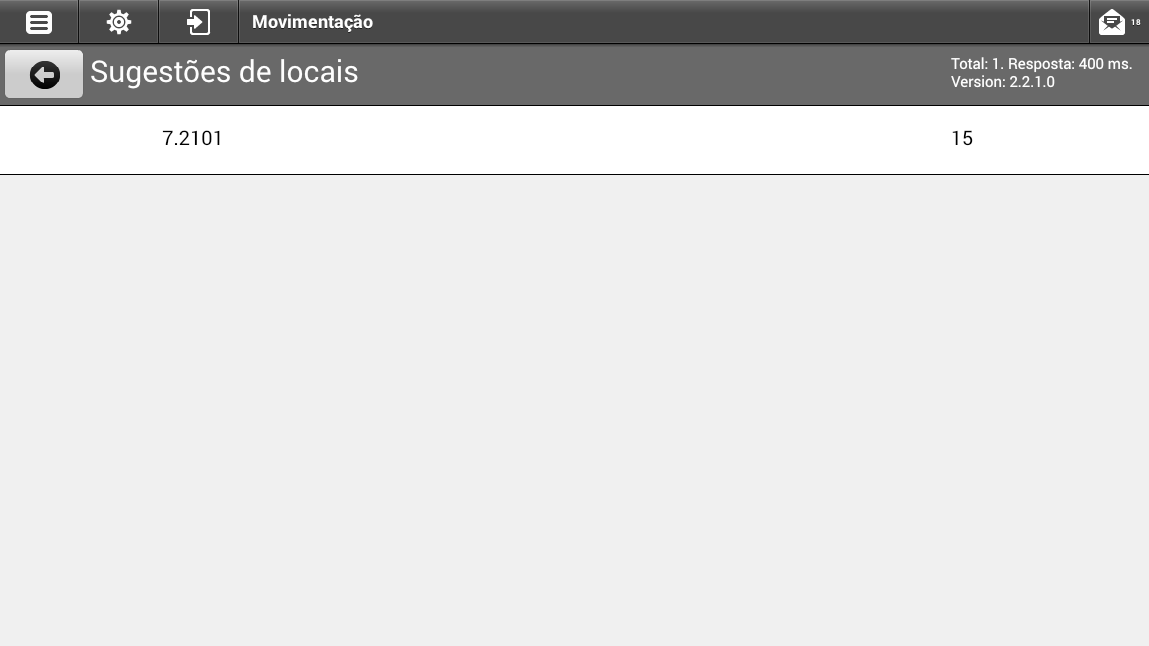 Movimentação
18
Sugestões de locais
Total: 1. Resposta: 400 ms.
Version: 2.2.1.0
7.2101 15